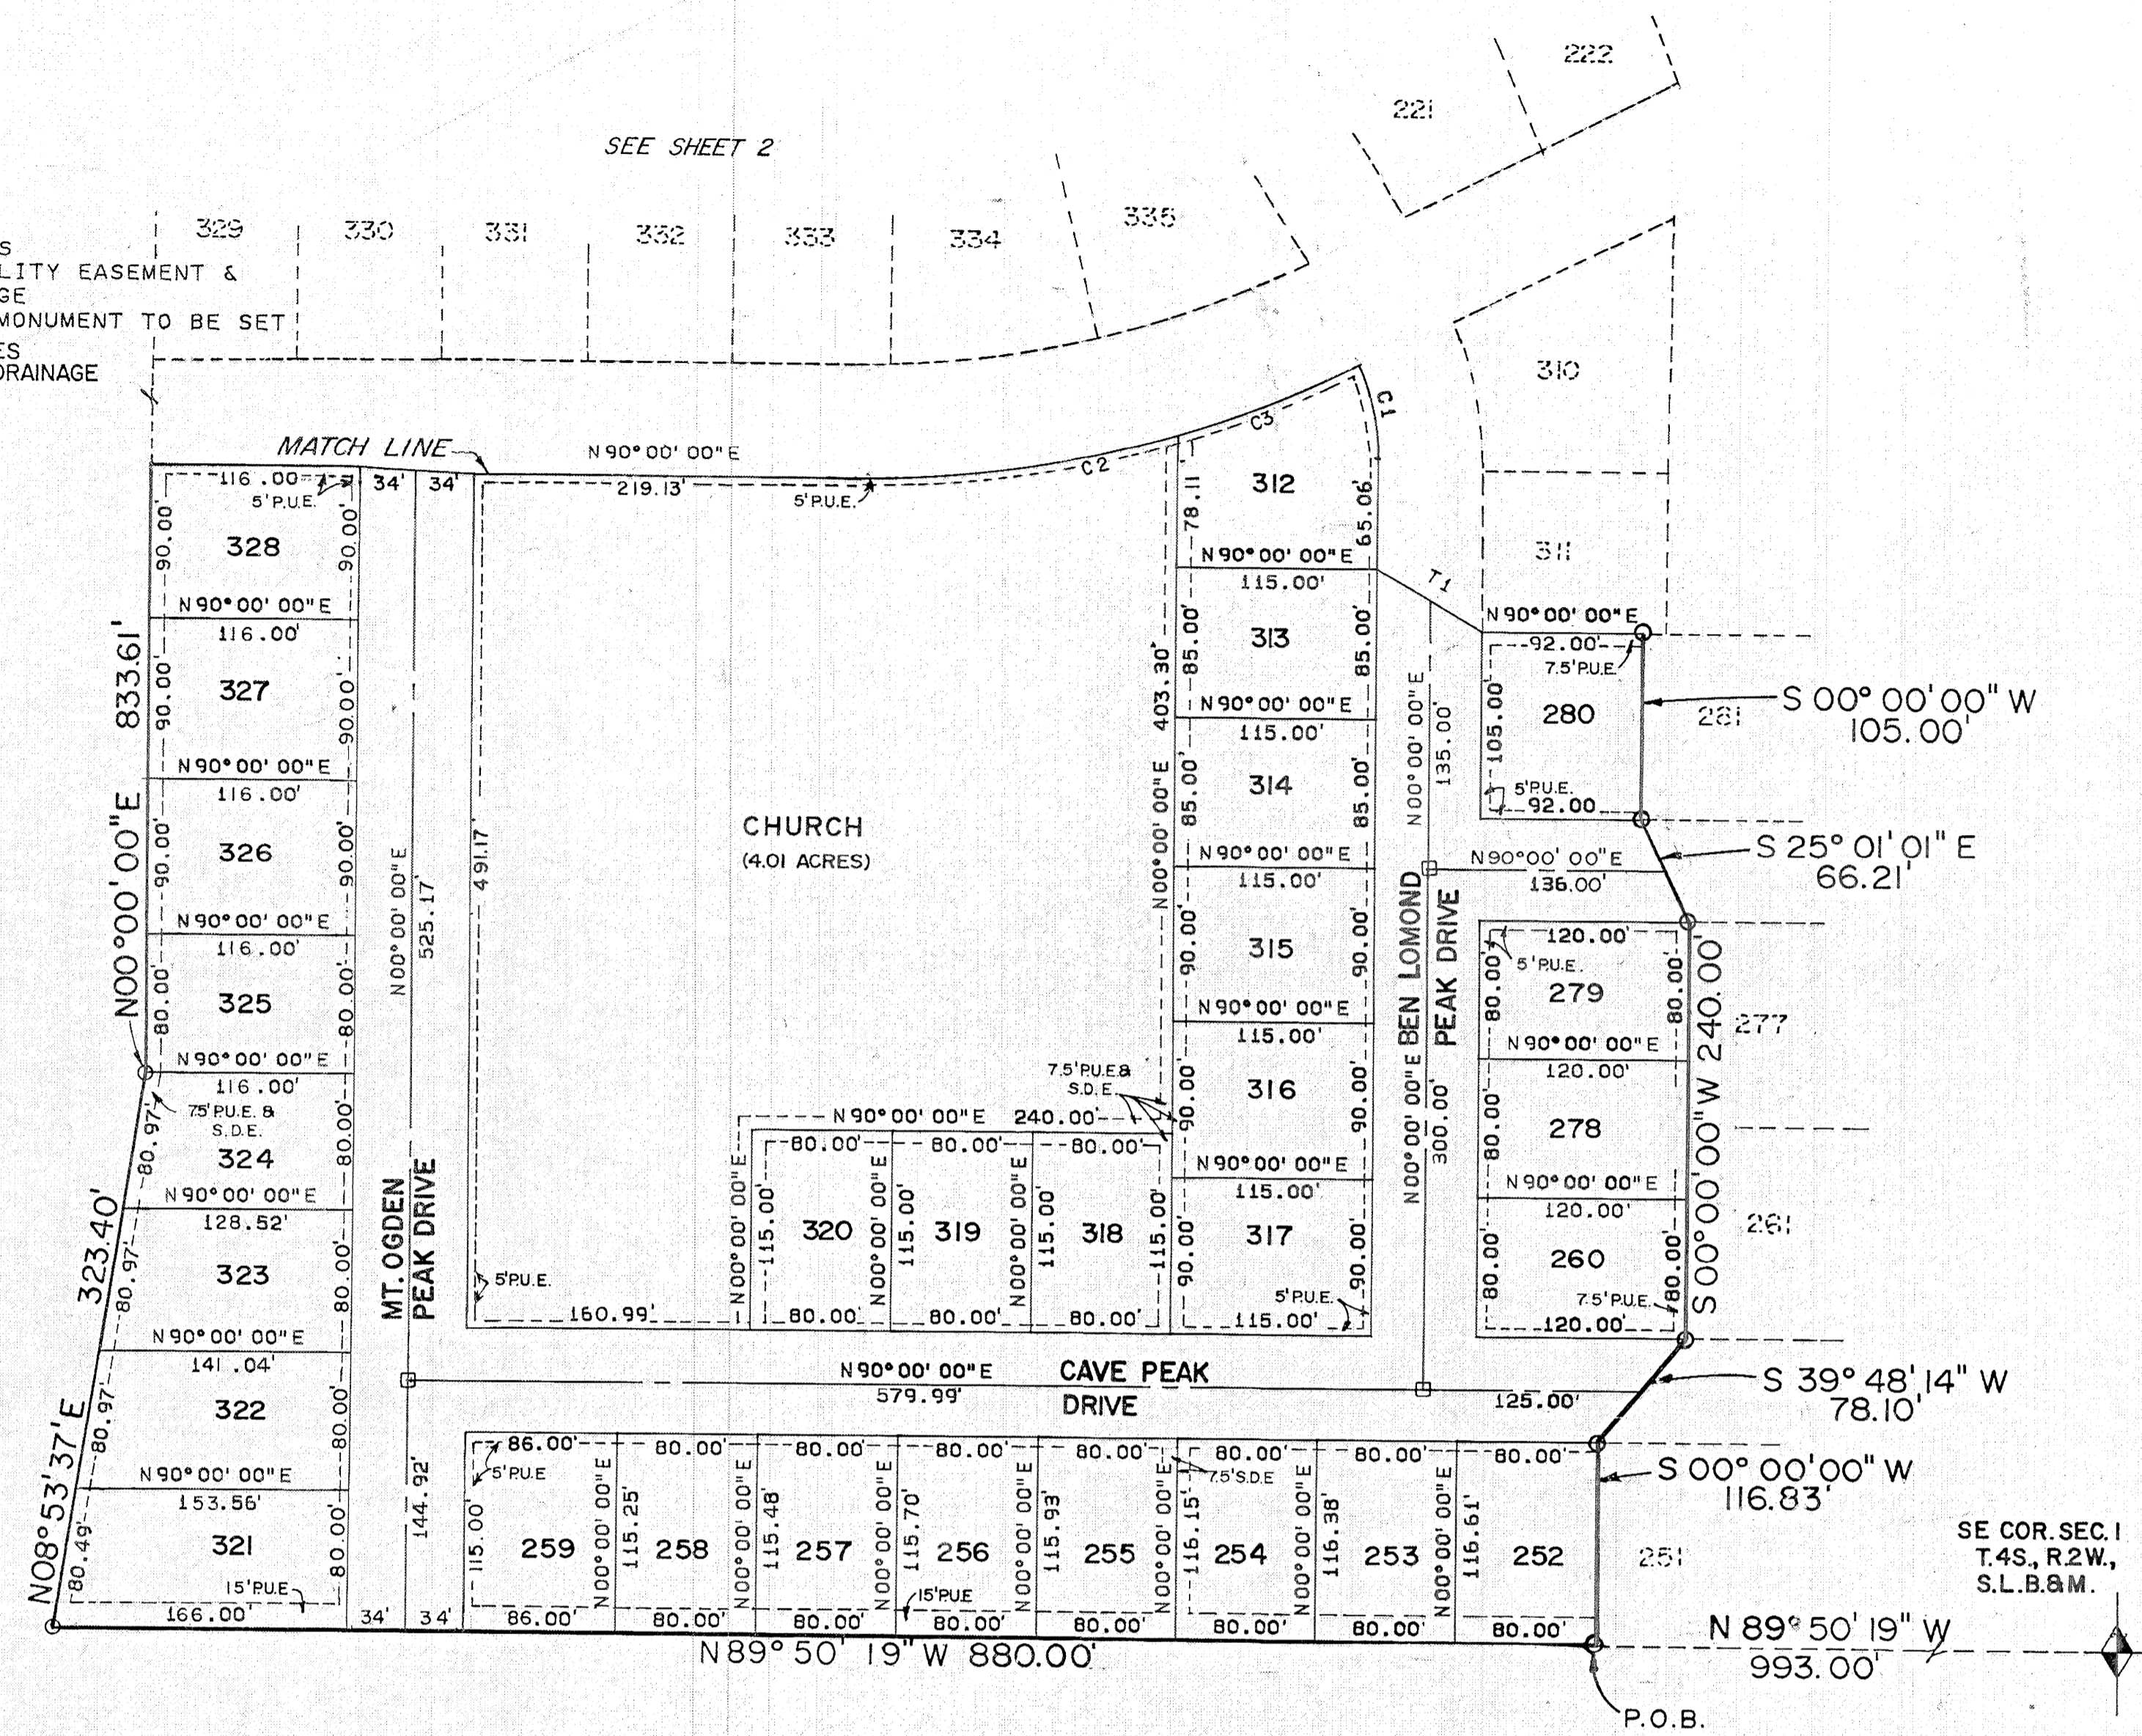 222
221
SEE SHEET 2
329
330
331
332
333
334
335
S
LITY EASEMENT &
GE
MONUMENT TO BE SET
ES
DRAINAGE
310
311
MATCH LINE
N 90° 00' 00" E
219.13'
5' P.U.E.
C2
C3
C1
T1
116.00
5' P.U.E.
34'
34'
90.00'
328
90.00'
N 90° 00' 00" E
116.00'
90.00'
327
90.00'
N 90° 00' 00" E
116.00'
90.00'
326
90.00'
N 90° 00' 00" E
116.00'
80.00'
325
80.00'
N 90° 00' 00" E
116.00'
7.5' P.U.E. &
S.D.E.
80.97'
324
80.00'
N 90° 00' 00" E
128.52'
80.97'
323
80.00'
N 90° 00' 00" E
141.04'
80.97'
322
80.00'
N 90° 00' 00" E
153.56'
80.49'
321
80.00'
15' P.U.E
166.00'
34'
34'
N00° 00' 00" E 833.61'
N08° 53' 37' E 323.40'
N 00° 00' 00" E
525.17'
MT. OGDEN
PEAK DRIVE
144.92'
491.17'
CHURCH
(4.01 ACRES)
5' P.U.E.
160.99'
N 00° 00' 00" E 403.30'
7.5' P.U.E. &
S.D.E.
N 90° 00' 00" E 240.00'
N 00° 00' 00" E
80.00'
115.00'
320
80.00'
N 00° 00' 00" E
115.00'
80.00'
319
80.00'
N 00° 00' 00" E
115.00'
80.00'
318
115.00'
80.00'
78.11'
312
65.06'
N 90° 00' 00" E
115.00'
85.00'
313
85.00'
N 90° 00' 00" E
115.00'
85.00'
314
85.00'
N 90° 00' 00" E
115.00'
90.00'
315
90.00'
N 90° 00' 00" E
115.00'
90.00'
316
90.00'
N 90° 00' 00" E
115.00'
90.00'
317
90.00'
5' P.U.E.
115.00'
N 00° 00' 00" E
135.00'
BEN LOMOND
PEAK DRIVE
N 00° 00' 00" E
300.00'
N 90° 00' 00" E
92.00'
7.5' P.U.E.
105.00'
280
5' P.U.E.
92.00
281
S 00° 00' 00" W
105.00'
N 90° 00' 00" E
136.00'
S 25° 01' 01" E
66.21'
120.00'
5' P.U.E.
80.00'
279
80.00'
N 90° 00' 00" E
120.00'
80.00'
278
N 90° 00' 00" E
120.00'
80.00'
260
80.00'
7.5' P.U.E.
120.00'
S 00° 00' 00" W 240.00'
277
261
N 90° 00' 00" E
579.99'
CAVE PEAK
DRIVE
125.00'
S 39° 48' 14" W
78.10'
86.00'
5' P.U.E
115.00'
259
86.00'
N 00° 00' 00" E
115.25'
80.00'
258
80.00'
N 00° 00' 00" E
115.48'
80.00'
257
80.00'
N 00° 00' 00" E
115.70'
80.00'
256
15' P.U.E
80.00'
N 00° 00' 00" E
115.93'
80.00'
255
80.00'
N 00° 00' 00" E
116.15'
80.00'
7.5' S.D.E
254
80.00'
N 00° 00' 00" E
116.38'
80.00'
253
80.00'
N 00° 00' 00" E
116.61'
80.00'
252
80.00'
S 00° 00' 00" W
116.83'
251
SE COR. SEC. 1
T.4S., R.2W.,
S.L.B.&M.
N 89° 50' 19" W 880.00'
N 89° 50' 19" W
993.00'
P.O.B.